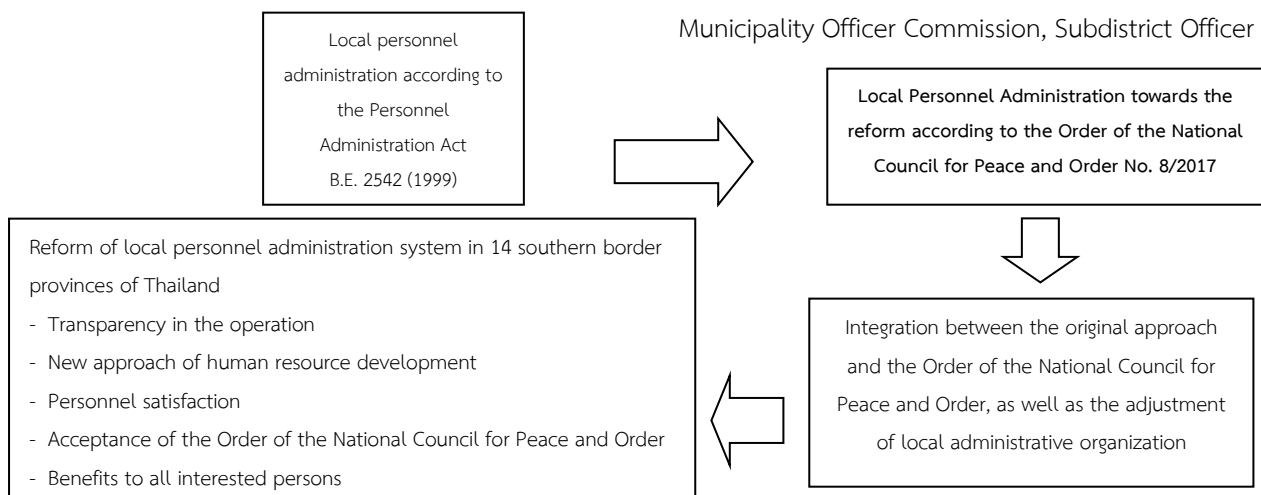 Municipality Officer Commission, Subdistrict Officer
Local personnel
administration according to
the Personnel
Administration Act
B.E. 2542 (1999)
Local Personnel Administration towards the
reform according to the Order of the National
Council for Peace and Order No. 8/2017
Integration between the original approach
and the Order of the National Council for
Peace and Order, as well as the adjustment
of local administrative organization
Reform of local personnel administration system in 14 southern border
provinces of Thailand
- Transparency in the operation
- New approach of human resource development
- Personnel satisfaction
- Acceptance of the Order of the National Council for Peace and Order
- Benefits to all interested persons